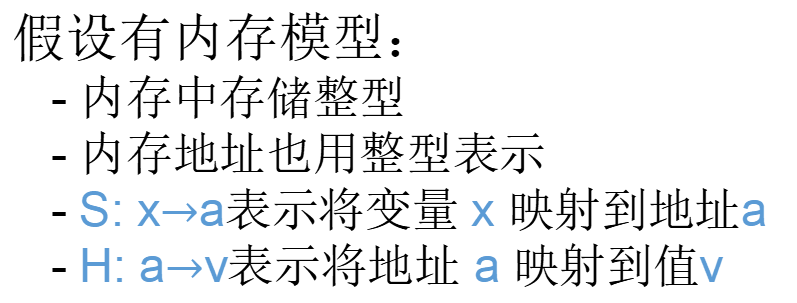 假设有内存模型：
- 内存中存储整型
- 内存地址也用整型表示
- S: x→a表示将变量 x 映射到地址a
- H: a→v表示将地址 a 映射到值v